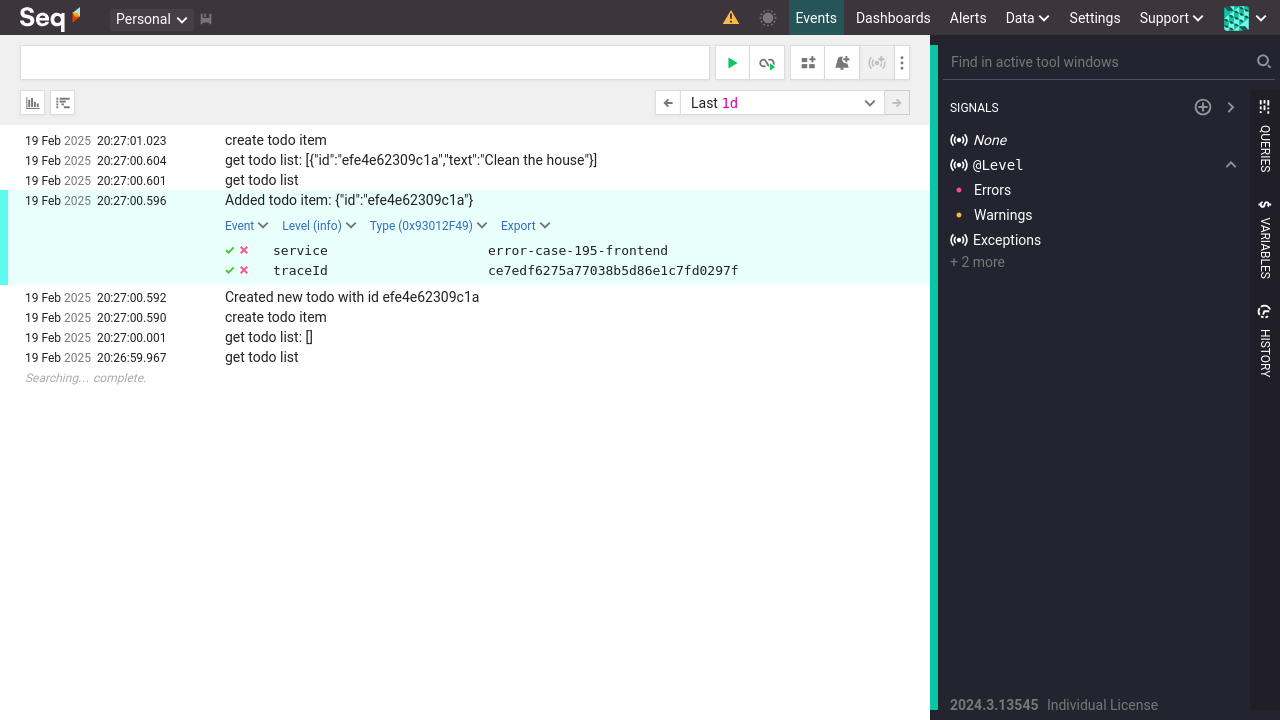 Seq
Personal
Events Dashboards Alerts Data Settings Support
Last 1d
19 Feb 2025 20:27:01.023 create todo item
19 Feb 2025 20:27:00.604 get todo list: [{"id":"efe4e62309c1a","text":"Clean the house"}]
19 Feb 2025 20:27:00.601 get todo list
19 Feb 2025 20:27:00.596 Added todo item: {"id":"efe4e62309c1a"}
Event Level (info) Type (0x93012F49) Export
service error-case-195-frontend
traceId ce7edf6275a77038b5d86e1c7fd0297f
19 Feb 2025 20:27:00.592 Created new todo with id efe4e62309c1a
19 Feb 2025 20:27:00.590 create todo item
19 Feb 2025 20:27:00.001 get todo list: []
19 Feb 2025 20:26:59.967 get todo list
Searching... complete.
Find in active tool windows
SIGNALS
None
@Level
Errors
Warnings
Exceptions
+ 2 more
QUERIES
VARIABLES
HISTORY
2024.3.13545 Individual License